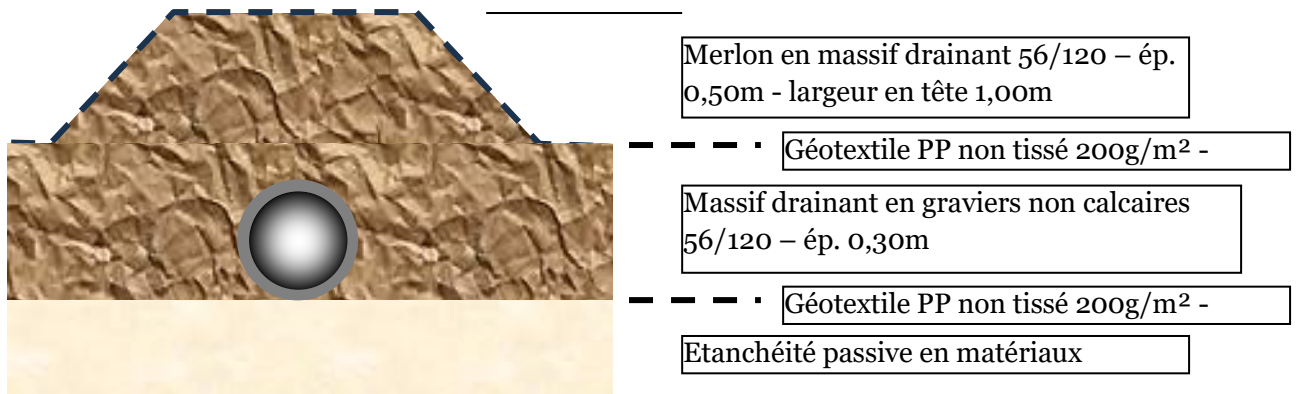 Merlon en massif drainant 56/120 – ép.
0,50m - largeur en tête 1,00m
Géotextile PP non tissé 200g/m² -
Massif drainant en graviers non calcaires
56/120 – ép. 0,30m
Géotextile PP non tissé 200g/m² -
Etanchéité passive en matériaux